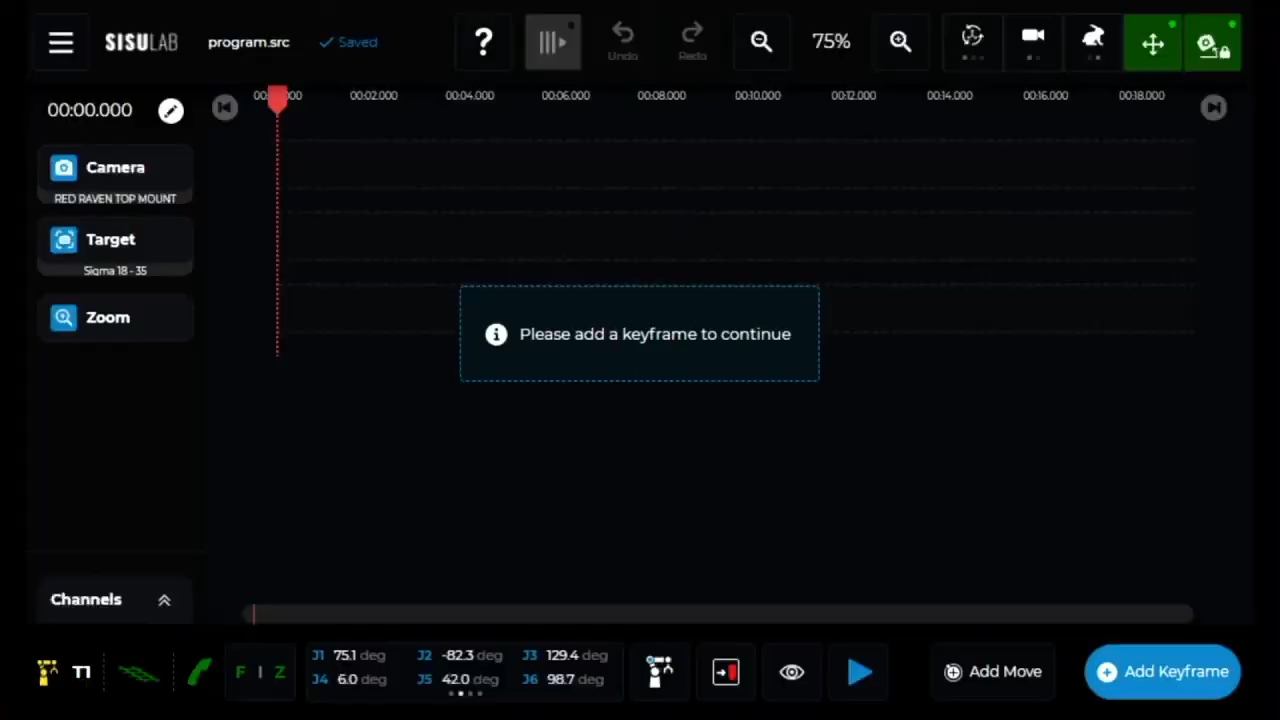 SISULAB program.src Saved ? Undo Redo 75%
00:00.000
00:02.000 00:04.000 00:06.000 00:08.000 00:10.000 00:12.000 00:14.000 00:16.000 00:18.000
Camera
RED RAVEN TOP MOUNT
Target
Sigma 18 - 35
Zoom
Please add a keyframe to continue
Channels
T1 F I Z
J1 75.1 deg J2 -82.3 deg J3 129.4 deg
J4 6.0 deg J5 42.0 deg J6 98.7 deg
Add Move
Add Keyframe